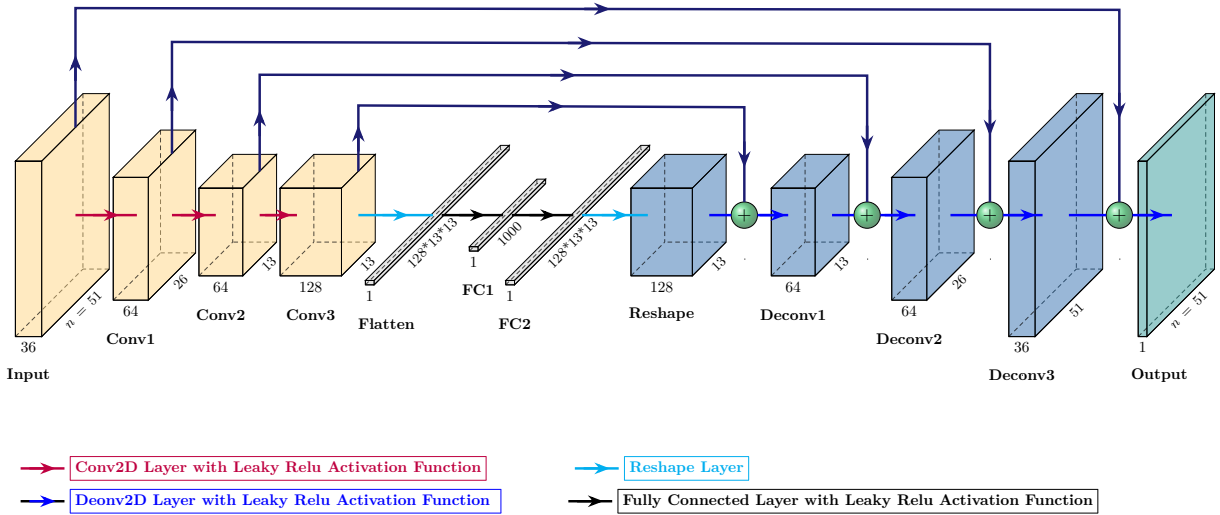 36
n = 51
Input
64
26
Conv1
64
13
Conv2
128
13
Conv3
1
128*13*13
Flatten
1
1000
FC1
1
128*13*13
FC2
128
13
Reshape
+
64
13
Deconv1
+
64
26
Deconv2
+
36
51
Deconv3
+
1
n = 51
Output
Conv2D Layer with Leaky Relu Activation Function
Reshape Layer
Deonv2D Layer with Leaky Relu Activation Function
Fully Connected Layer with Leaky Relu Activation Function